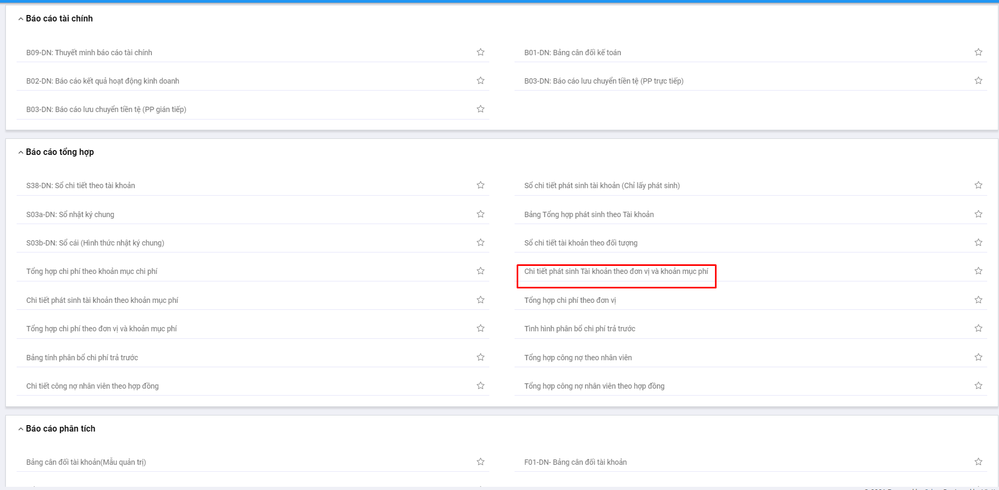 Báo cáo tài chính
B09-DN: Thuyết minh báo cáo tài chính
B01-DN: Bảng cân đối kế toán
B02-DN: Báo cáo kết quả hoạt động kinh doanh
B03-DN: Báo cáo lưu chuyển tiền tệ (PP trực tiếp)
B03-DN: Báo cáo lưu chuyển tiền tệ (PP gián tiếp)
Báo cáo tổng hợp
S38-DN: Sổ chi tiết theo tài khoản
Sổ chi tiết phát sinh tài khoản (Chỉ lấy phát sinh)
S03a-DN: Sổ nhật ký chung
Bảng Tổng hợp phát sinh theo Tài khoản
S03b-DN: Sổ cái (Hình thức nhật ký chung)
Sổ chi tiết tài khoản theo đối tượng
Tổng hợp chi phí theo khoản mục chi phí
Chi tiết phát sinh Tài khoản theo đơn vị và khoản mục phí
Chi tiết phát sinh tài khoản theo khoản mục phí
Tổng hợp chi phí theo đơn vị
Tổng hợp chi phí theo đơn vị và khoản mục phí
Tình hình phân bổ chi phí trả trước
Bảng tính phân bổ chi phí trả trước
Tổng hợp công nợ theo nhân viên
Chi tiết công nợ nhân viên theo hợp đồng
Tổng hợp công nợ nhân viên theo hợp đồng
Báo cáo phân tích
Bảng cân đối tài khoản(Mẫu quản trị)
F01-DN- Bảng cân đối tài khoản